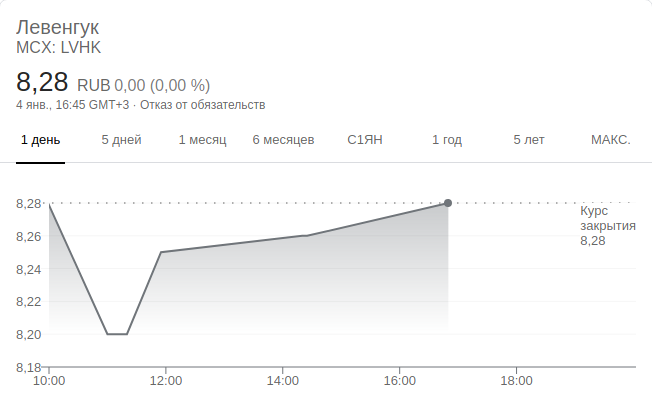 Левенгук
MCX: LVHK
8,28 RUB 0,00 (0,00 %)
4 янв., 16:45 GMT+3 · Отказ от обязательств
1 день 5 дней 1 месяц 6 месяцев С1ЯН 1 год 5 лет МАКС.
8,28
8,26
8,24
8,22
8,20
8,18
Курс
закрытия
8,28
10:00 12:00 14:00 16:00 18:00